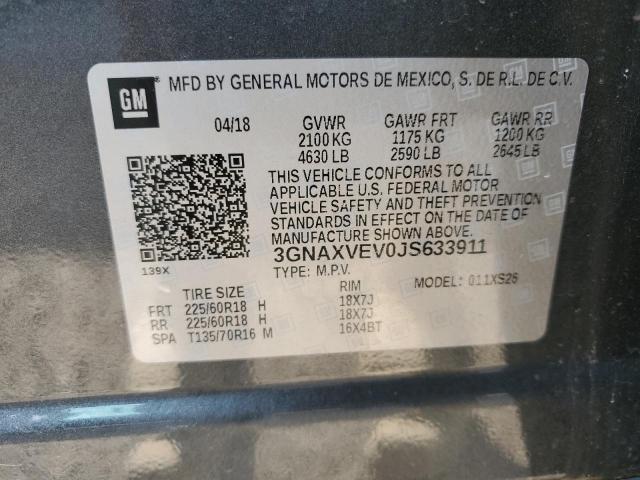 GM
MFD BY GENERAL MOTORS DE MEXICO, S. DE R.L. DE C.V.
04/18 GVWR GAWR FRT GAWR RR
2100 KG 1175 KG 1200 KG
4630 LB 2590 LB 2645 LB
THIS VEHICLE CONFORMS TO ALL
APPLICABLE U.S. FEDERAL MOTOR
VEHICLE SAFETY AND THEFT PREVENTION
STANDARDS IN EFFECT ON THE DATE OF
MANUFACTURE SHOWN ABOVE.
3GNAXVEV0JS633911
139X
TYPE: M.P.V. MODEL: 011XS26
TIRE SIZE RIM
FRT 225/60R18 H 18X7J
RR 225/60R18 H 18X7J
SPA T135/70R16 M 16X4BT